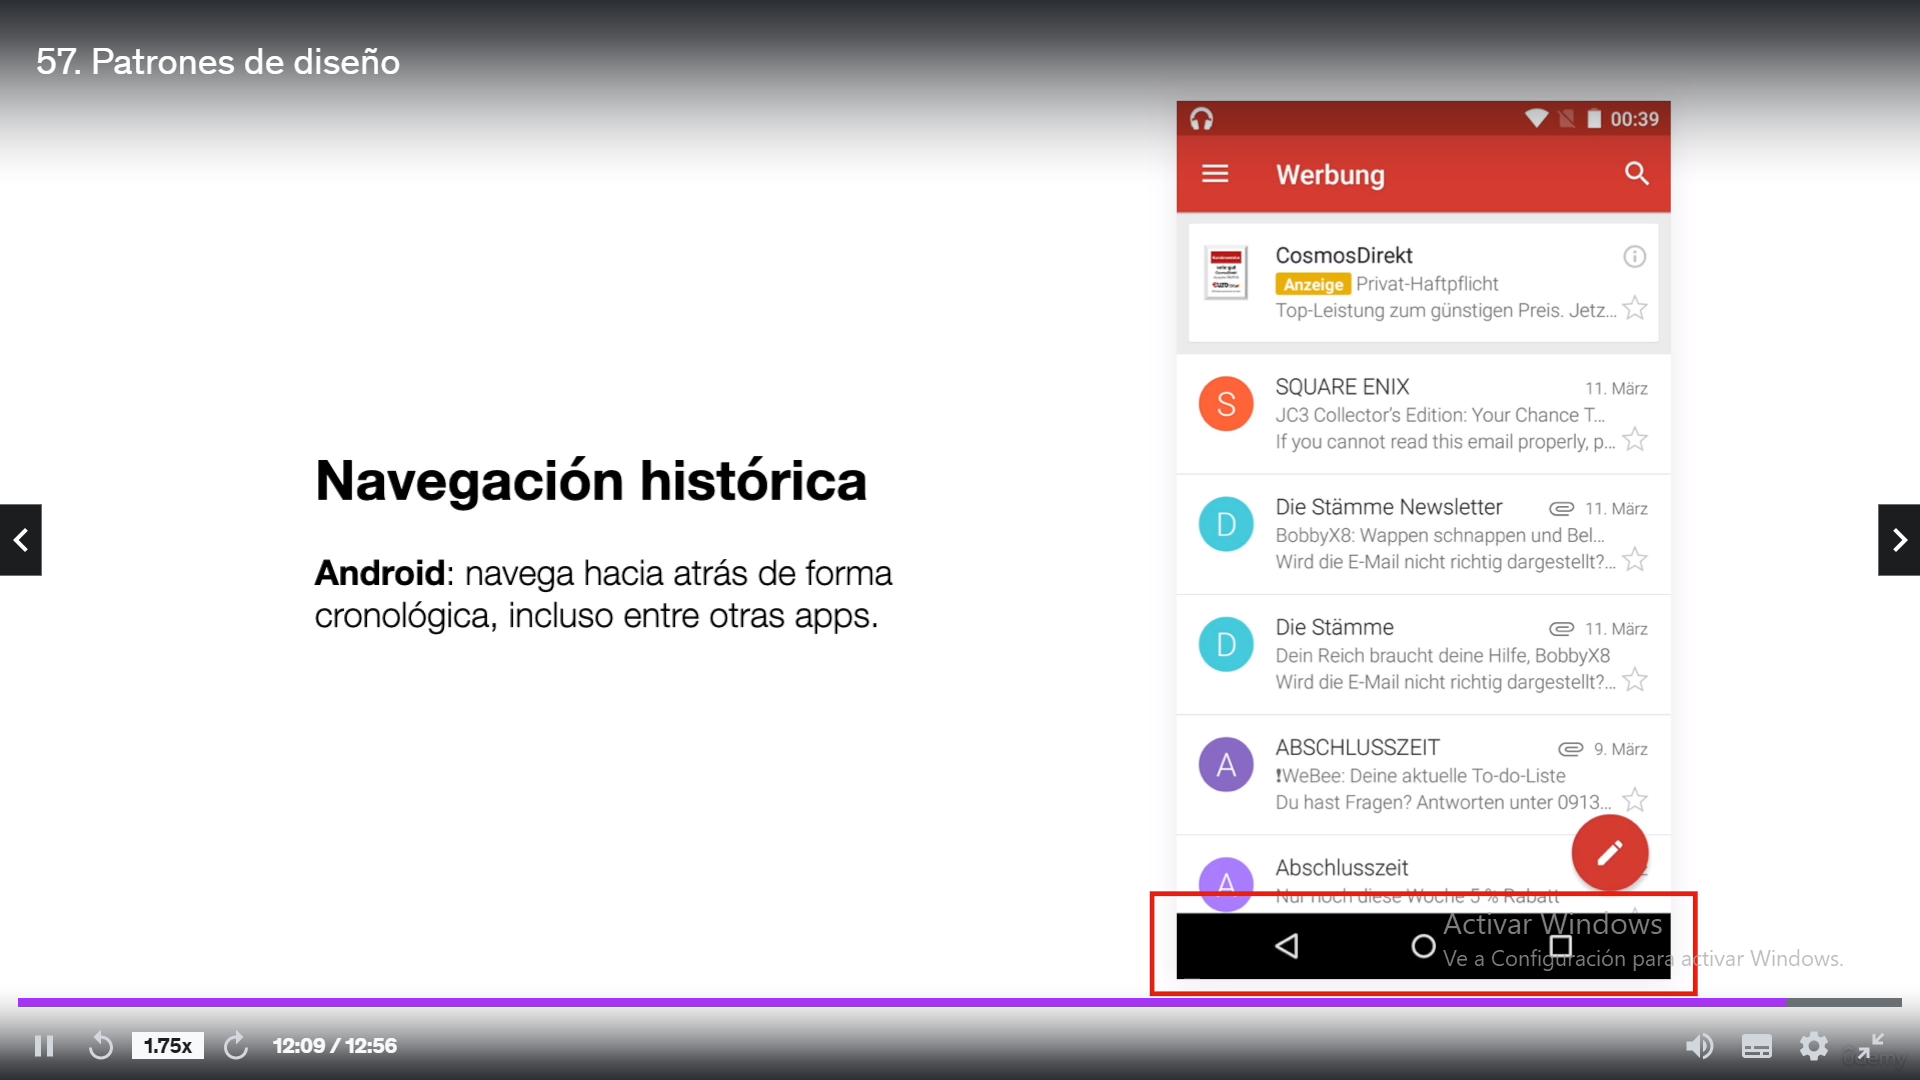 57. Patrones de diseño
00:39
Werbung
CosmosDirekt
Anzeige Privat-Haftpflicht
Top-Leistung zum günstigen Preis. Jetz...
S
SQUARE ENIX 11. März
JC3 Collector's Edition: Your Chance T...
If you cannot read this email properly, p...
Navegación histórica
Android: navega hacia atrás de forma
cronológica, incluso entre otras apps.
D
Die Stämme Newsletter 11. März
BobbyX8: Wappen schnappen und Bel...
Wird die E-Mail nicht richtig dargestellt?...
D
Die Stämme 11. März
Dein Reich braucht deine Hilfe, BobbyX8
Wird die E-Mail nicht richtig dargestellt?...
A
ABSCHLUSSZEIT 9. März
!WeBee: Deine aktuelle To-do-Liste
Du hast Fragen? Antworten unter 0913...
A
Abschlusszeit
Nur noch diese Woche 5 % Rabatt
Activar Windows
Ve a Configuración para activar Windows.
1.75x
12:09 / 12:56
ûdemy